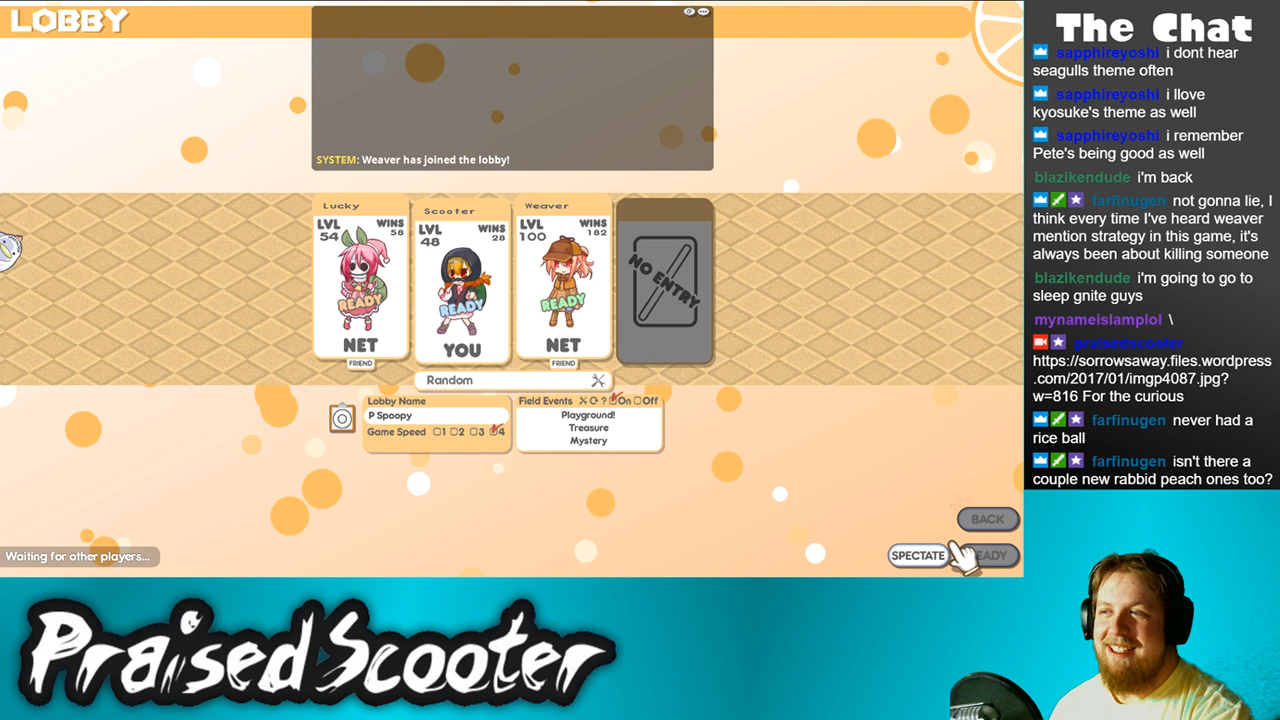 LOBBY
SYSTEM: Weaver has joined the lobby!
Lucky
LVL 54
WINS 58
READY
NET
FRIEND
Scooter
LVL 48
WINS 28
READY
YOU
Weaver
LVL 100
WINS 182
READY
NET
FRIEND
NO ENTRY
Random
Lobby Name
P Spoopy
Game Speed 1 2 3 4
Field Events ? On Off
Playground!
Treasure
Mystery
BACK
SPECTATE
Waiting for other players...
PraisedScooter
The Chat
sapphireyoshi i dont hear
seagulls theme often
sapphireyoshi i llove
kyosuke's theme as well
sapphireyoshi i remember
Pete's being good as well
blazikendude i'm back
farfinugen not gonna lie, I
think every time I've heard weaver
mention strategy in this game, it's
always been about killing someone
blazikendude i'm going to go to
sleep gnite guys
mynameislamplol \
praisedscooter
https://sorrowsaway.files.wordpress
.com/2017/01/imgp4087.jpg?
w=816 For the curious
farfinugen never had a
rice ball
farfinugen isn't there a
couple new rabbid peach ones too?